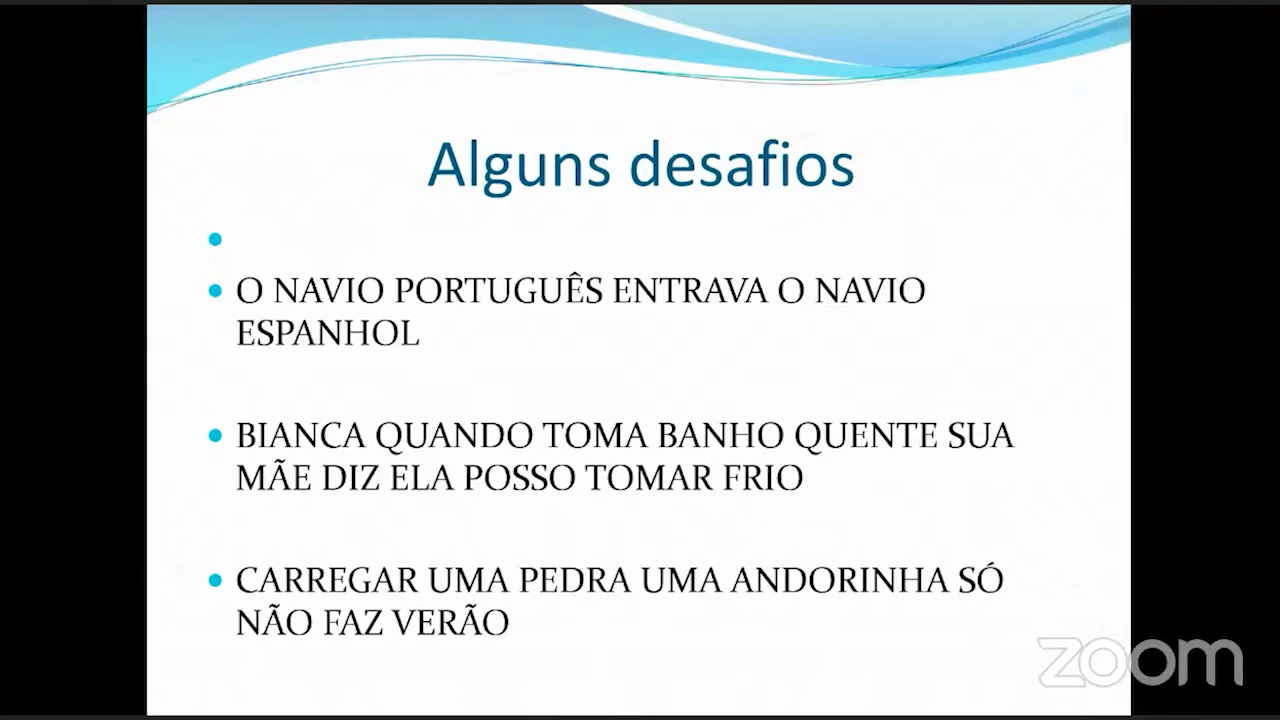 Alguns desafios
O NAVIO PORTUGUÊS ENTRAVA O NAVIO
ESPANHOL
BIANCA QUANDO TOMA BANHO QUENTE SUA
MÃE DIZ ELA POSSO TOMAR FRIO
CARREGAR UMA PEDRA UMA ANDORINHA SÓ
NÃO FAZ VERÃO
zoom